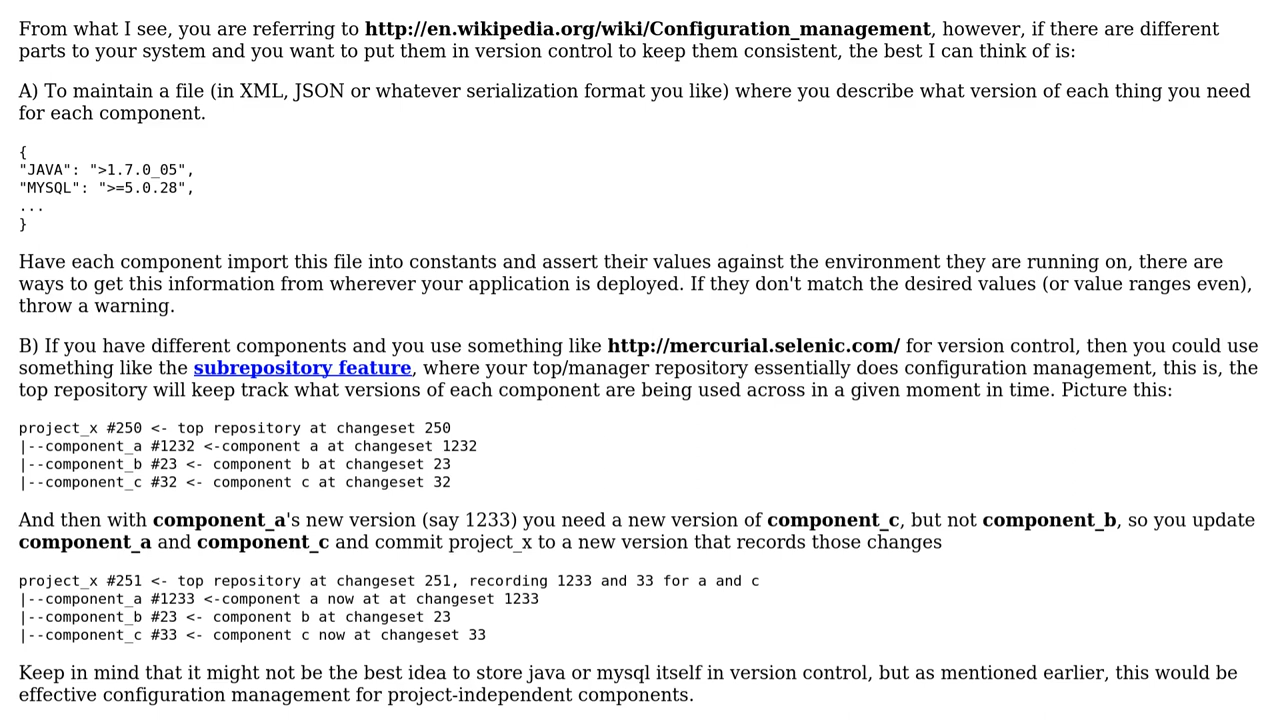 From what I see, you are referring to http://en.wikipedia.org/wiki/Configuration_management, however, if there are different
parts to your system and you want to put them in version control to keep them consistent, the best I can think of is:
A) To maintain a file (in XML, JSON or whatever serialization format you like) where you describe what version of each thing you need
for each component.
{
"JAVA": ">1.7.0_05",
"MYSQL": ">=5.0.28",
...
}
Have each component import this file into constants and assert their values against the environment they are running on, there are
ways to get this information from wherever your application is deployed. If they don't match the desired values (or value ranges even),
throw a warning.
B) If you have different components and you use something like http://mercurial.selenic.com/ for version control, then you could use
something like the subrepository feature, where your top/manager repository essentially does configuration management, this is, the
top repository will keep track what versions of each component are being used across in a given moment in time. Picture this:
project_x #250 <- top repository at changeset 250
|--component_a #1232 <-component a at changeset 1232
|--component_b #23 <- component b at changeset 23
|--component_c #32 <- component c at changeset 32
And then with component_a's new version (say 1233) you need a new version of component_c, but not component_b, so you update
component_a and component_c and commit project_x to a new version that records those changes
project_x #251 <- top repository at changeset 251, recording 1233 and 33 for a and c
|--component_a #1233 <-component a now at at changeset 1233
|--component_b #23 <- component b at changeset 23
|--component_c #33 <- component c now at changeset 33
Keep in mind that it might not be the best idea to store java or mysql itself in version control, but as mentioned earlier, this would be
effective configuration management for project-independent components.